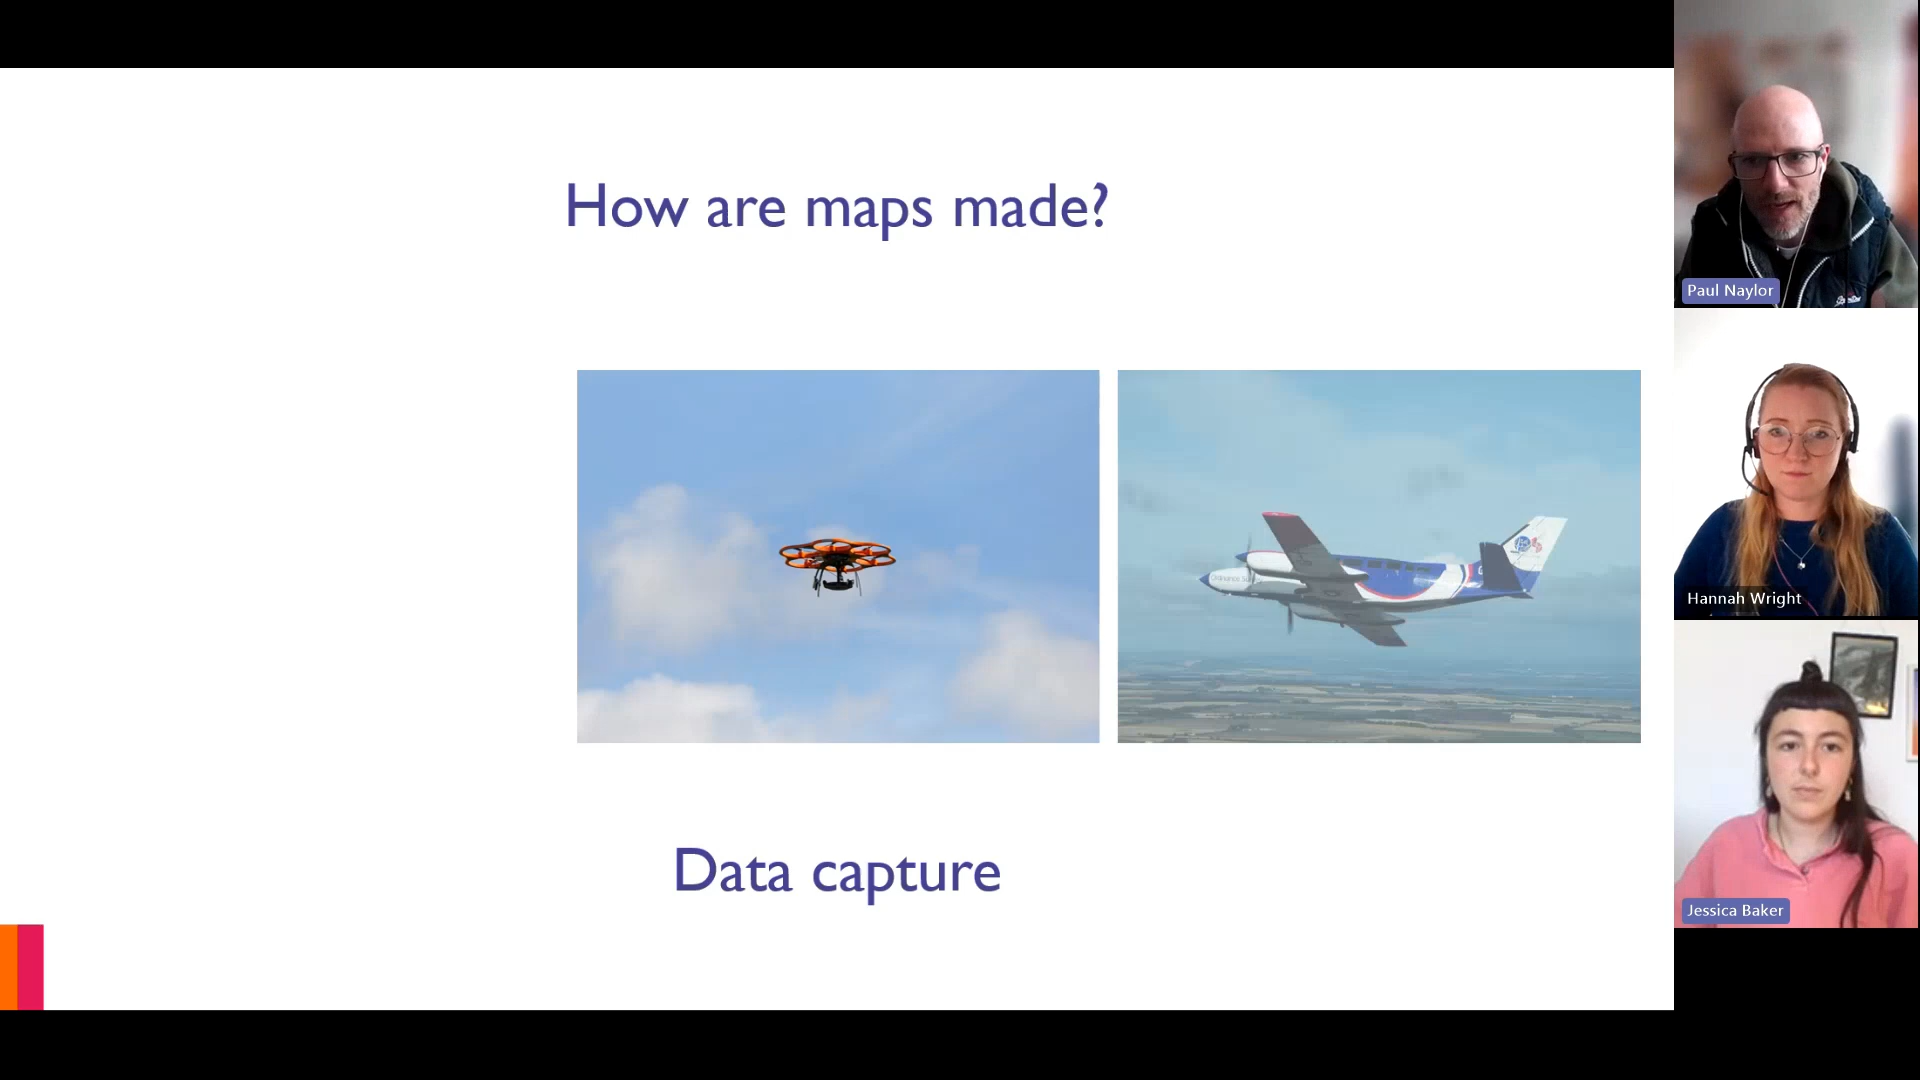 How are maps made?
Data capture
Paul Naylor
Hannah Wright
Jessica Baker